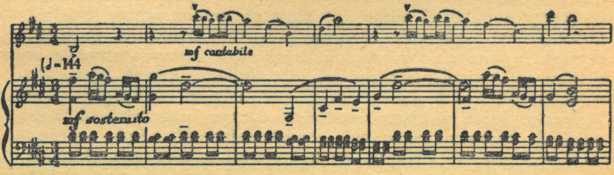 mf cantabile
(𝅗𝅥 = 144
mf sostenuto